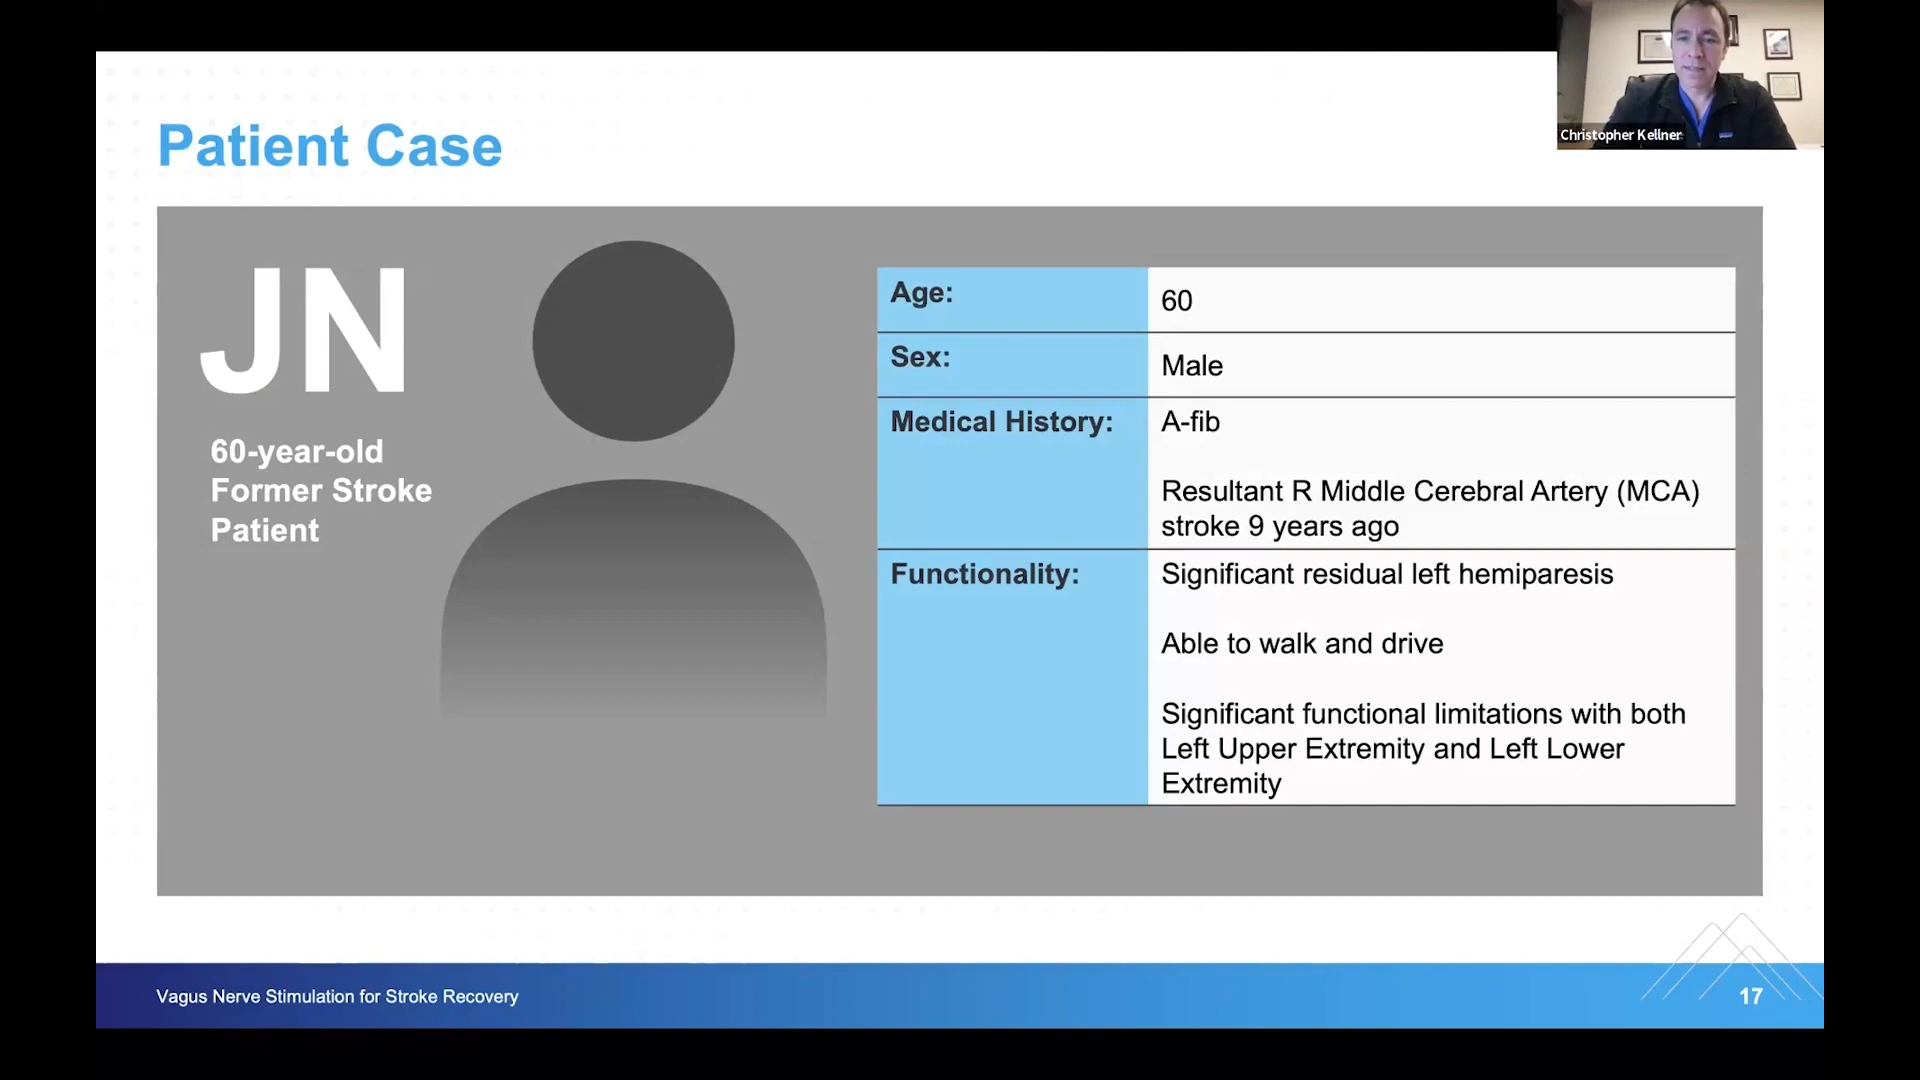 Christopher Kellner
Patient Case
JN
60-year-old
Former Stroke
Patient
Age:
60
Sex:
Male
Medical History:
A-fib
Resultant R Middle Cerebral Artery (MCA)
stroke 9 years ago
Functionality:
Significant residual left hemiparesis
Able to walk and drive
Significant functional limitations with both
Left Upper Extremity and Left Lower
Extremity
Vagus Nerve Stimulation for Stroke Recovery
17